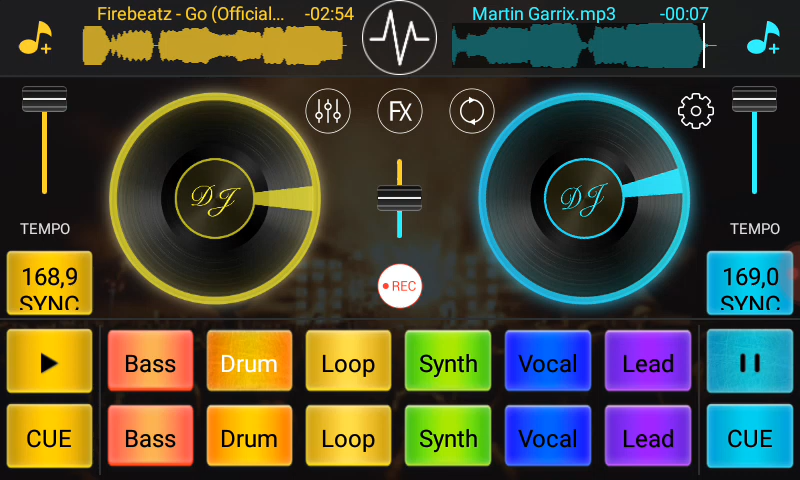 Firebeatz - Go (Official... -02:54
Martin Garrix.mp3 -00:07
FX
DJ
DJ
TEMPO
TEMPO
168,9
SYNC
169,0
SYNC
REC
Bass Drum Loop Synth Vocal Lead
CUE Bass Drum Loop Synth Vocal Lead CUE